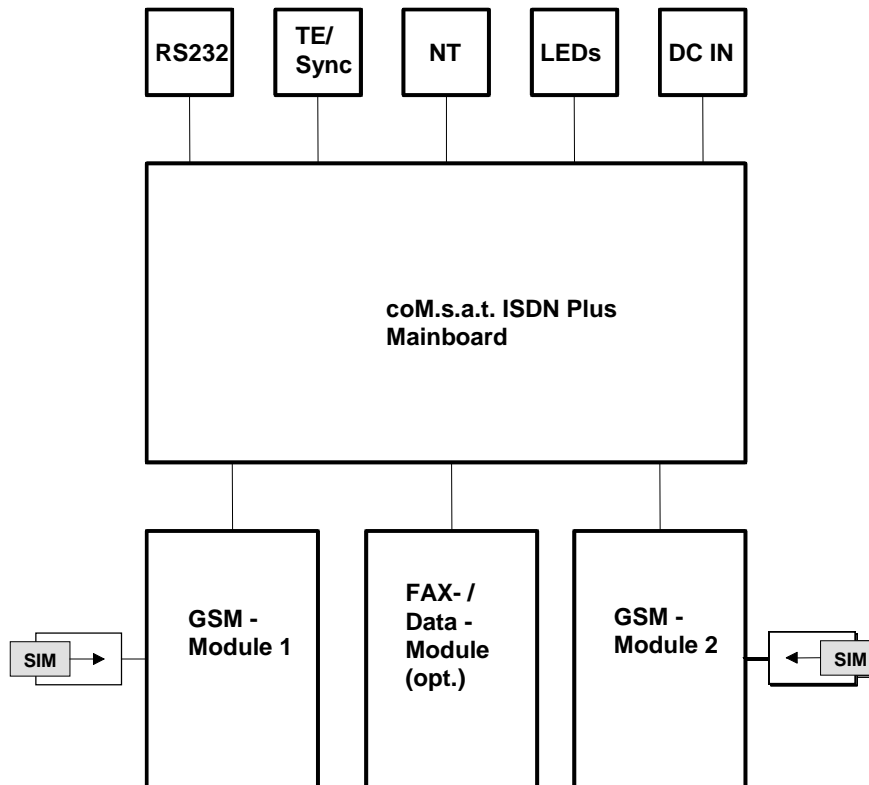 RS232
TE/
Sync
NT
LEDs
DC IN
coM.s.a.t. ISDN Plus
Mainboard
GSM -
Module 1
FAX- /
Data -
Module
(opt.)
GSM -
Module 2
SIM
SIM